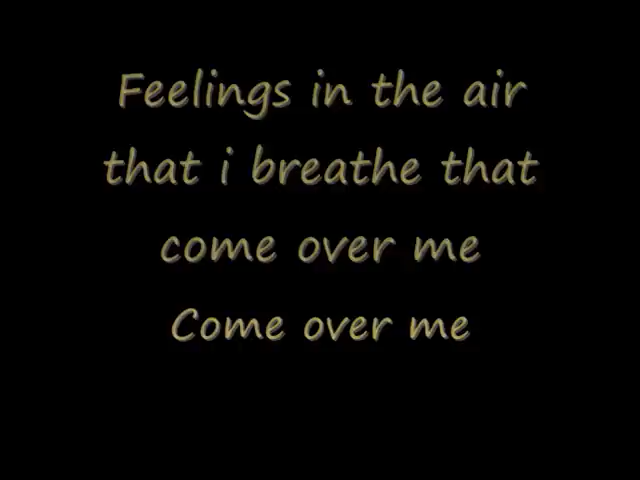 Feelings in the air
that i breathe that
come over me
Come over me